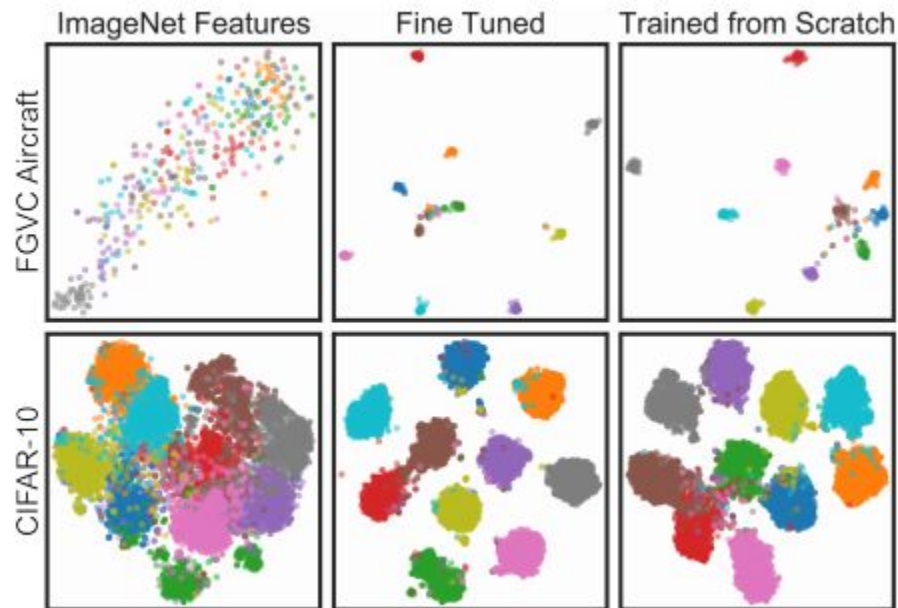 ImageNet Features
Fine Tuned
Trained from Scratch
FGVC Aircraft
CIFAR-10